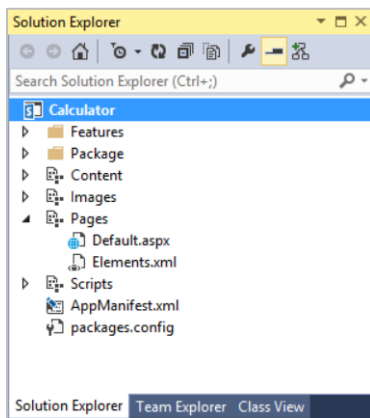 Solution Explorer
Search Solution Explorer (Ctrl+;)
Calculator
Features
Package
Content
Images
Pages
Default.aspx
Elements.xml
Scripts
AppManifest.xml
packages.config
Solution Explorer Team Explorer Class View